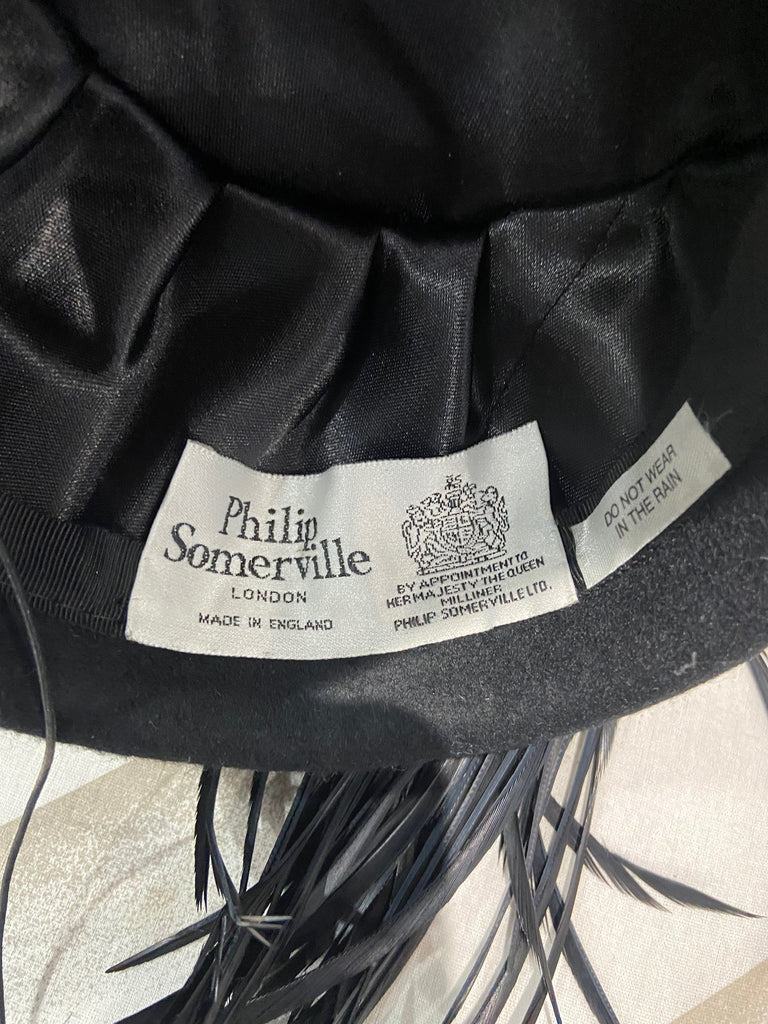 Philip
Somerville
LONDON
MADE IN ENGLAND
BY APPOINTMENT TO
HER MAJESTY THE QUEEN
MILLINER
PHILIP SOMERVILLE LTD.
DO NOT WEAR
IN THE RAIN